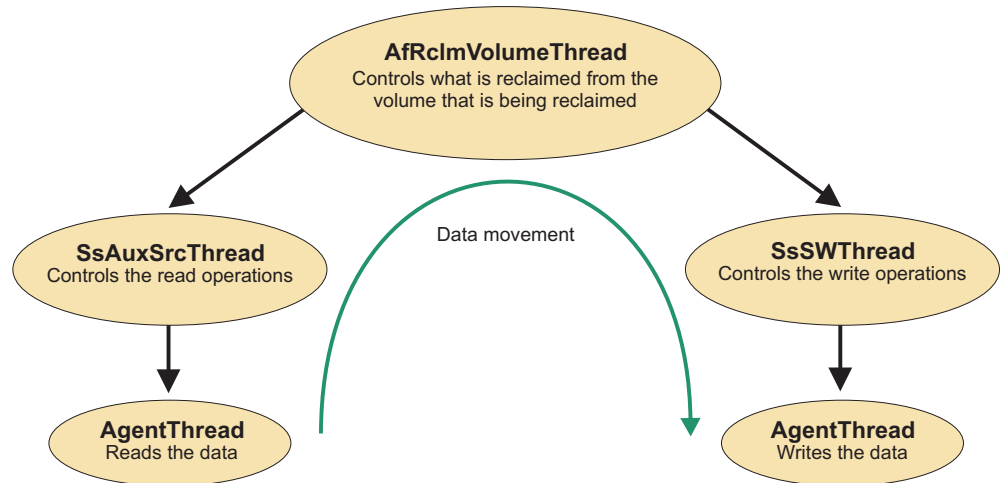 AfRclmVolumeThread
Controls what is reclaimed from the
volume that is being reclaimed
Data movement
SsAuxSrcThread
Controls the read operations
SsSWThread
Controls the write operations
AgentThread
Reads the data
AgentThread
Writes the data